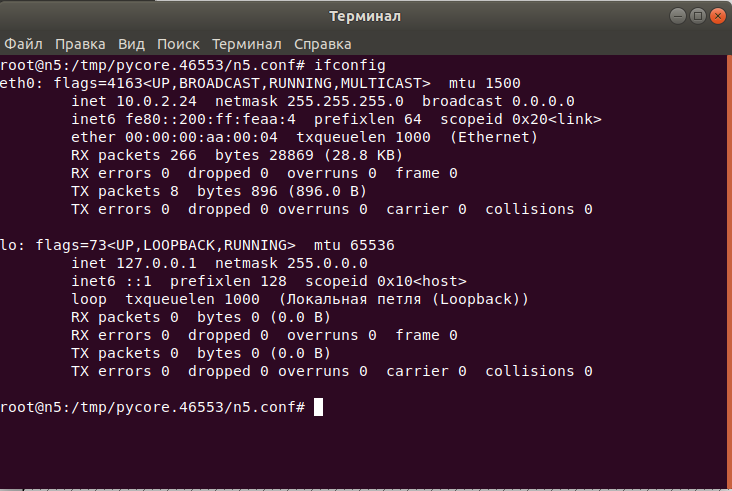 Терминал
Файл Правка Вид Поиск Терминал Справка
root@n5:/tmp/pycore.46553/n5.conf# ifconfig
eth0: flags=4163<UP,BROADCAST,RUNNING,MULTICAST>  mtu 1500
        inet 10.0.2.24  netmask 255.255.255.0  broadcast 0.0.0.0
        inet6 fe80::200:ff:feaa:4  prefixlen 64  scopeid 0x20<link>
        ether 00:00:00:aa:00:04  txqueuelen 1000  (Ethernet)
        RX packets 266  bytes 28869 (28.8 KB)
        RX errors 0  dropped 0  overruns 0  frame 0
        TX packets 8  bytes 896 (896.0 B)
        TX errors 0  dropped 0 overruns 0  carrier 0  collisions 0

lo: flags=73<UP,LOOPBACK,RUNNING>  mtu 65536
        inet 127.0.0.1  netmask 255.0.0.0
        inet6 ::1  prefixlen 128  scopeid 0x10<host>
        loop  txqueuelen 1000  (Локальная петля (Loopback))
        RX packets 0  bytes 0 (0.0 B)
        RX errors 0  dropped 0  overruns 0  frame 0
        TX packets 0  bytes 0 (0.0 B)
        TX errors 0  dropped 0 overruns 0  carrier 0  collisions 0

root@n5:/tmp/pycore.46553/n5.conf#